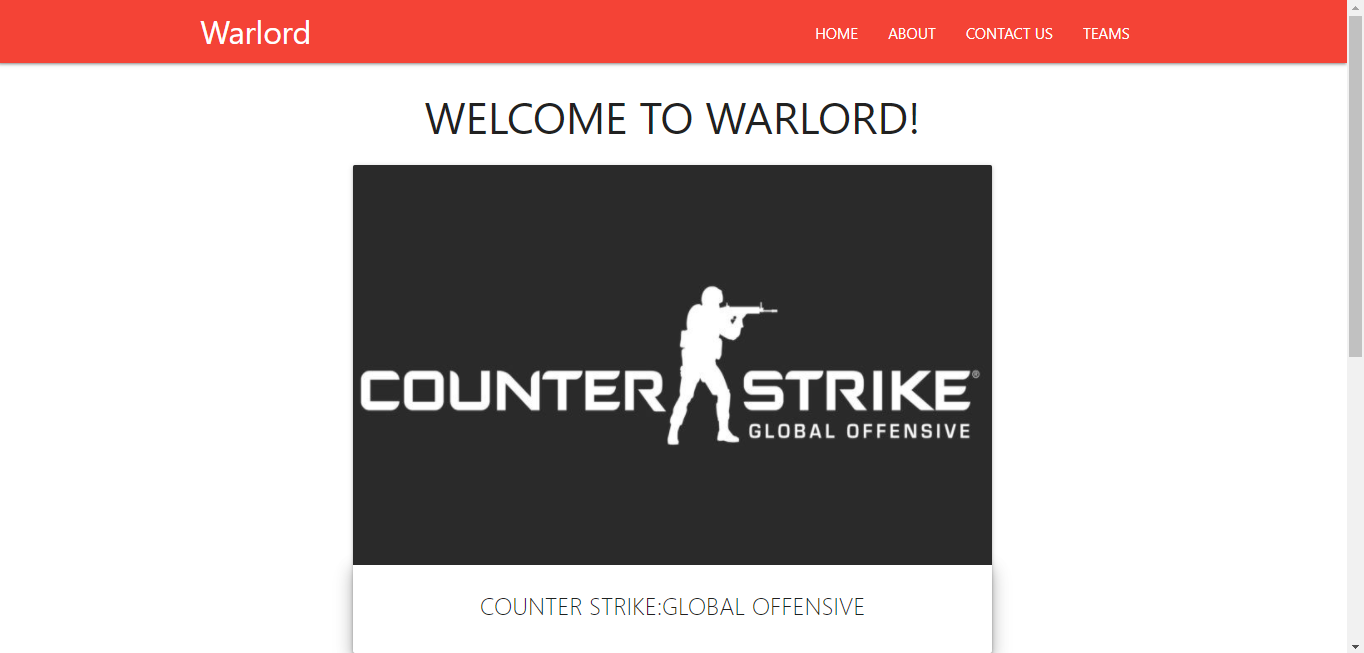 Warlord
HOME ABOUT CONTACT US TEAMS
WELCOME TO WARLORD!
COUNTER STRIKE®
GLOBAL OFFENSIVE
COUNTER STRIKE:GLOBAL OFFENSIVE